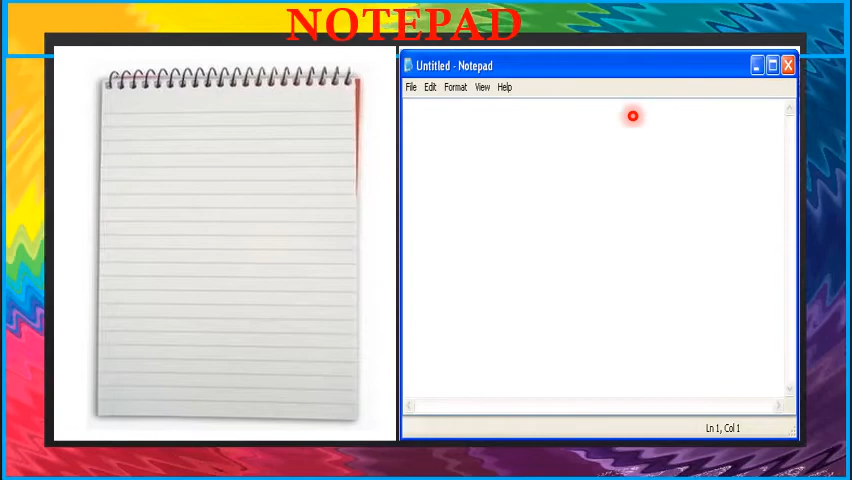 NOTEPAD
Untitled - Notepad
File Edit Format View Help
Ln 1, Col 1